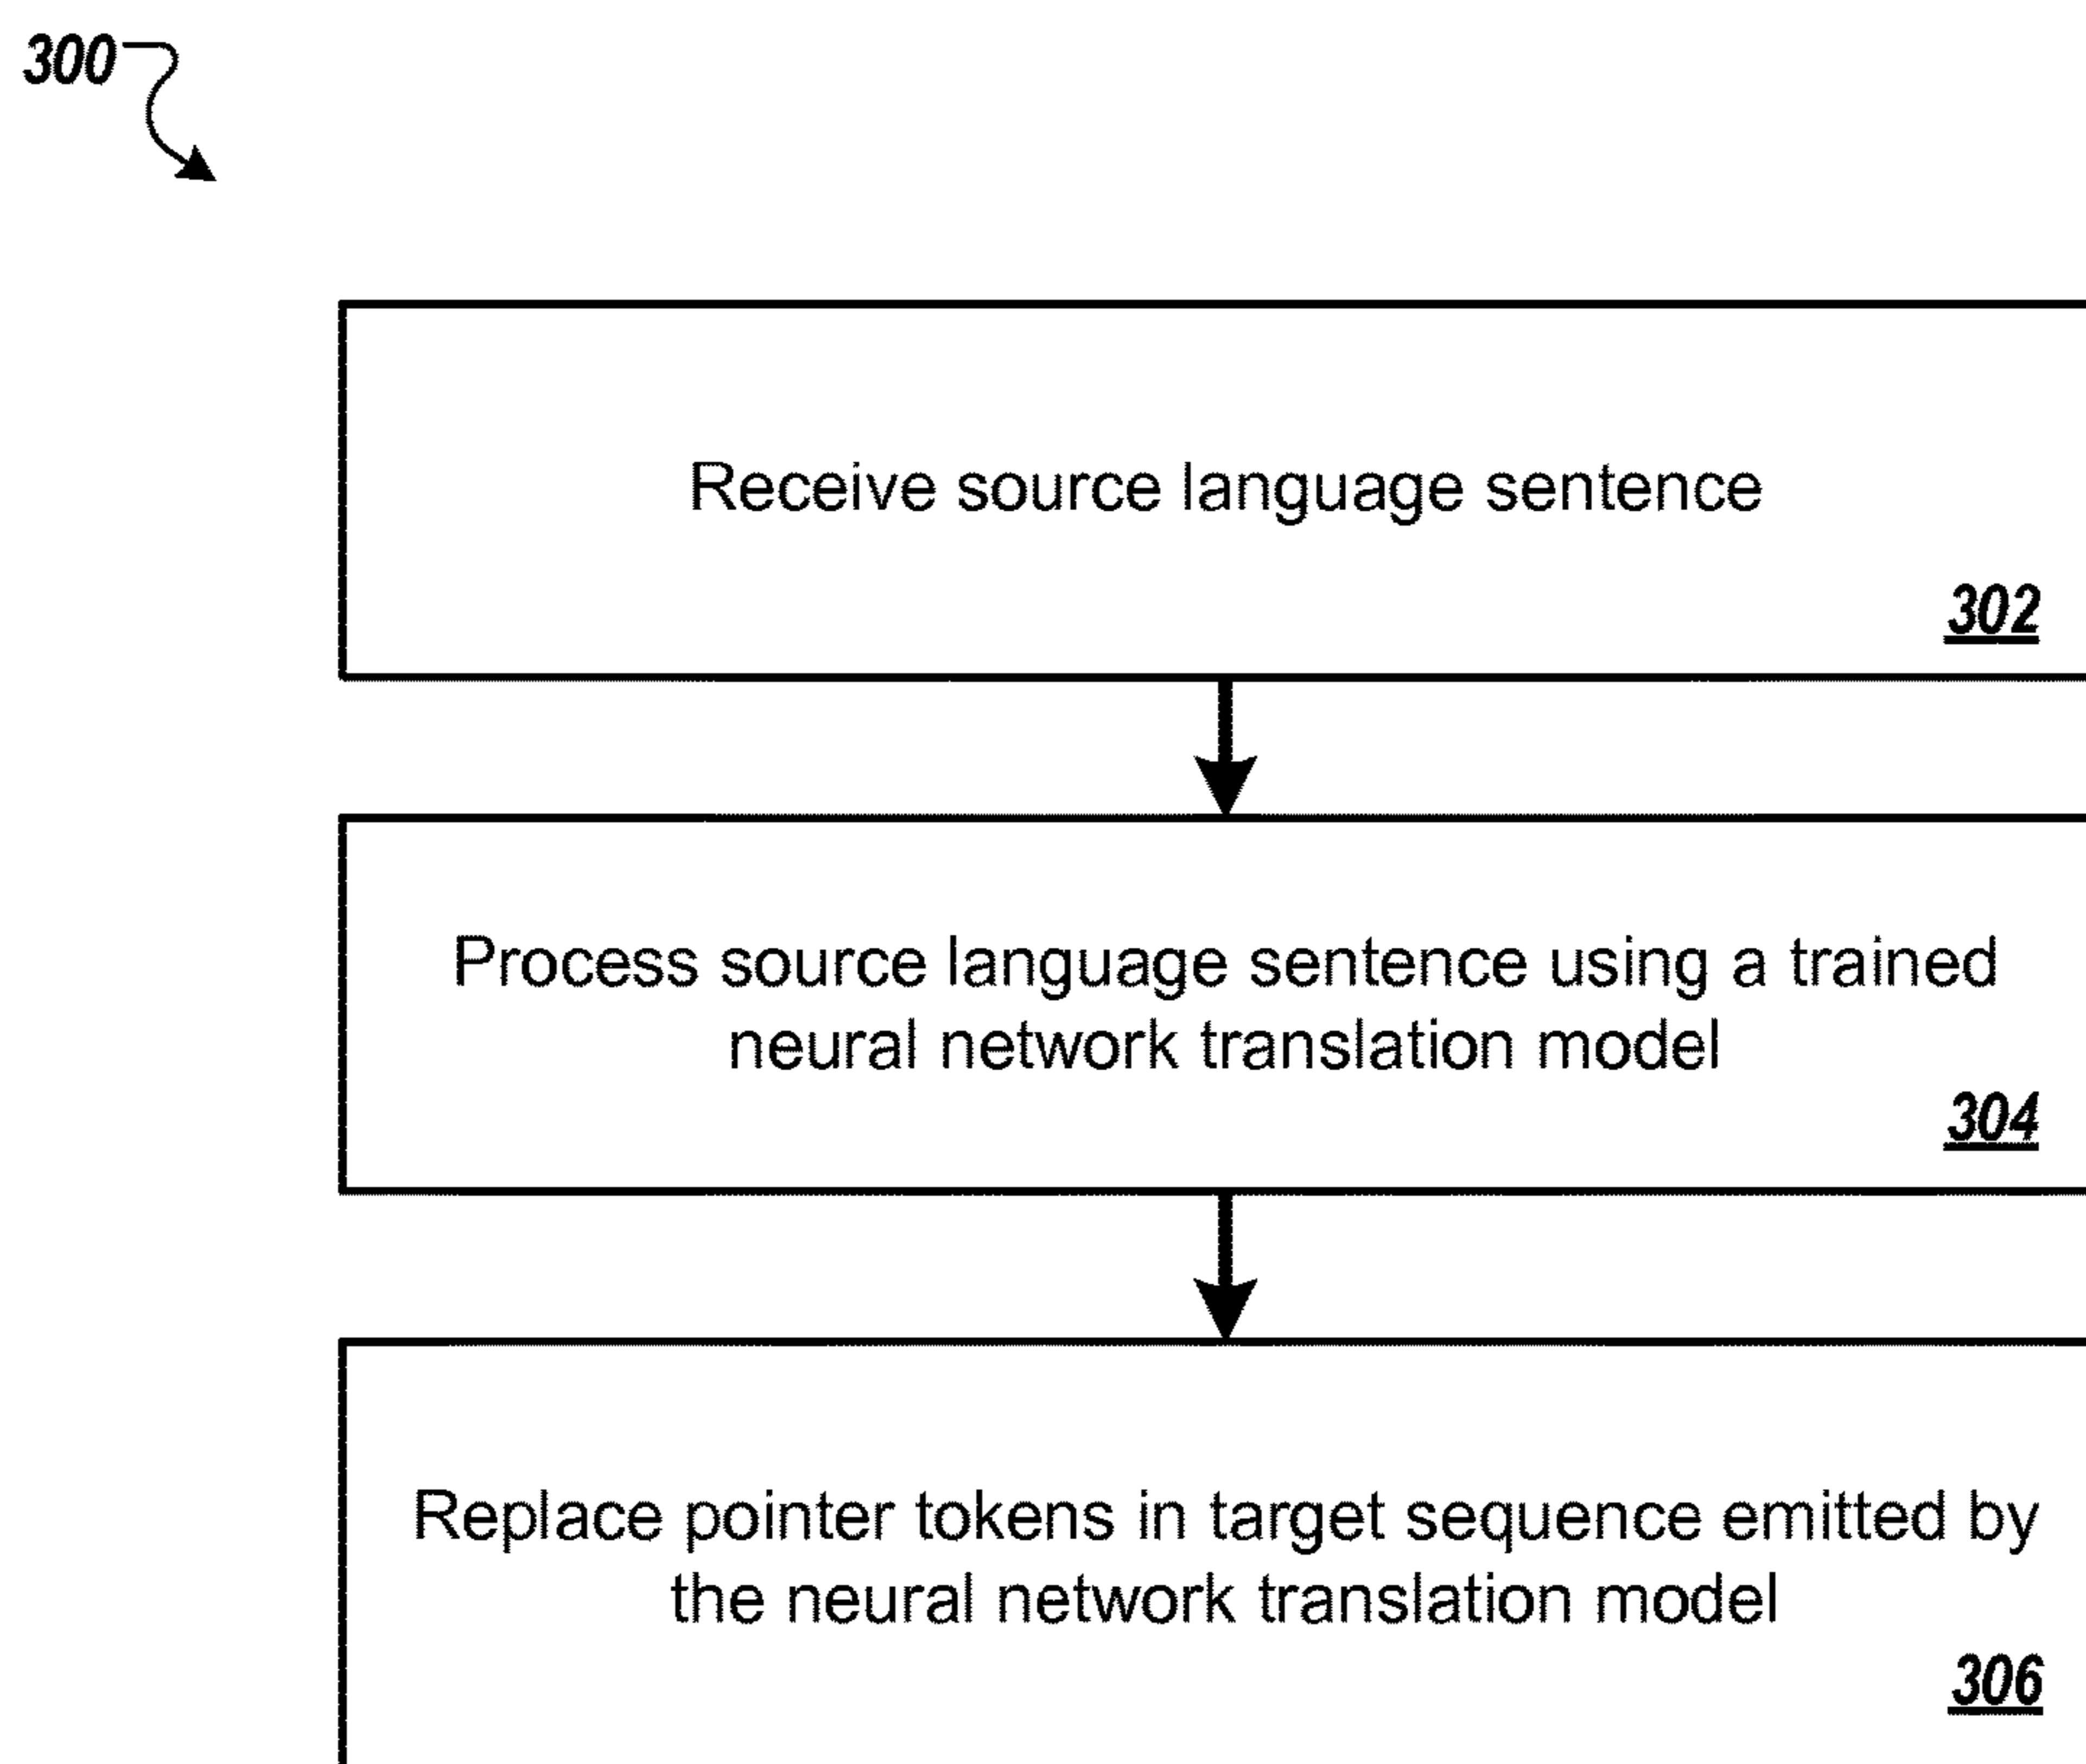 300
Receive source language sentence
302
Process source language sentence using a trained
neural network translation model
304
Replace pointer tokens in target sequence emitted by
the neural network translation model
306